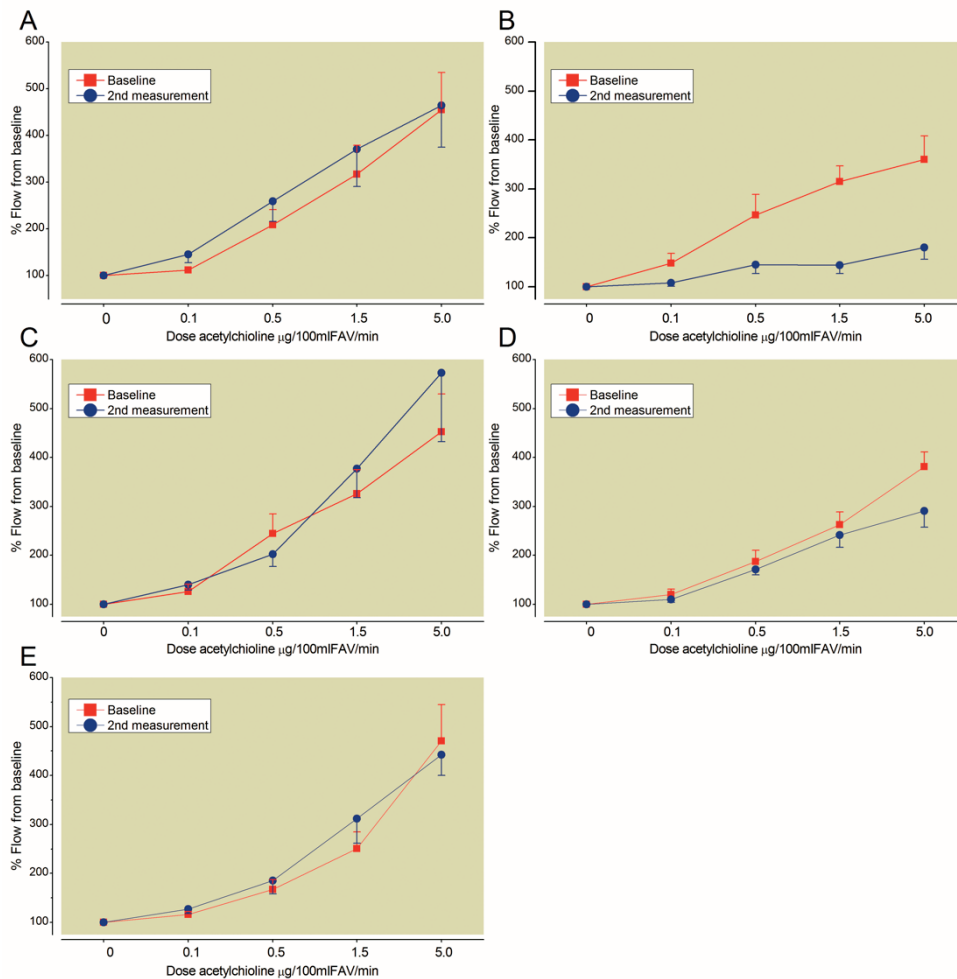 A
600
500
400
300
200
100
% Flow from baseline
Baseline
2nd measurement
0 0.1 0.5 1.5 5.0
Dose acetylcholine μg/100mlFAV/min
B
600
500
400
300
200
100
% Flow from baseline
Baseline
2nd measurement
0 0.1 0.5 1.5 5.0
Dose acetylcholine μg/100mlFAV/min
C
600
500
400
300
200
100
% Flow from baseline
Baseline
2nd measurement
0 0.1 0.5 1.5 5.0
Dose acetylcholine μg/100mlFAV/min
D
600
500
400
300
200
100
% Flow from baseline
Baseline
2nd measurement
0 0.1 0.5 1.5 5.0
Dose acetylcholine μg/100mlFAV/min
E
600
500
400
300
200
100
% Flow from baseline
Baseline
2nd measurement
0 0.1 0.5 1.5 5.0
Dose acetylcholine μg/100mlFAV/min